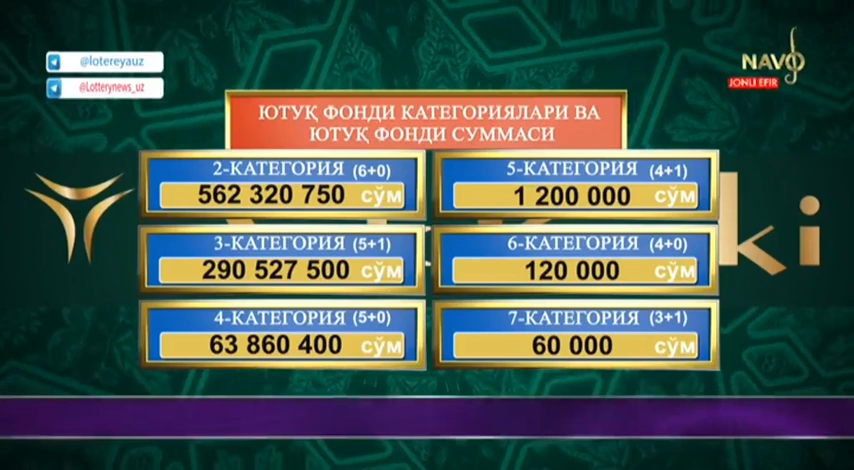 @lotereyauz
@Lotterynews_uz
NAVO
JONLI EFIR
ЮТУҚ ФОНДИ КАТЕГОРИЯЛАРИ ВА
ЮТУҚ ФОНДИ СУММАСИ
2-КАТЕГОРИЯ (6+0)
562 320 750 сўм
3-КАТЕГОРИЯ (5+1)
290 527 500 сўм
4-КАТЕГОРИЯ (5+0)
63 860 400 сўм
5-КАТЕГОРИЯ (4+1)
1 200 000 сўм
6-КАТЕГОРИЯ (4+0)
120 000 сўм
7-КАТЕГОРИЯ (3+1)
60 000 сўм